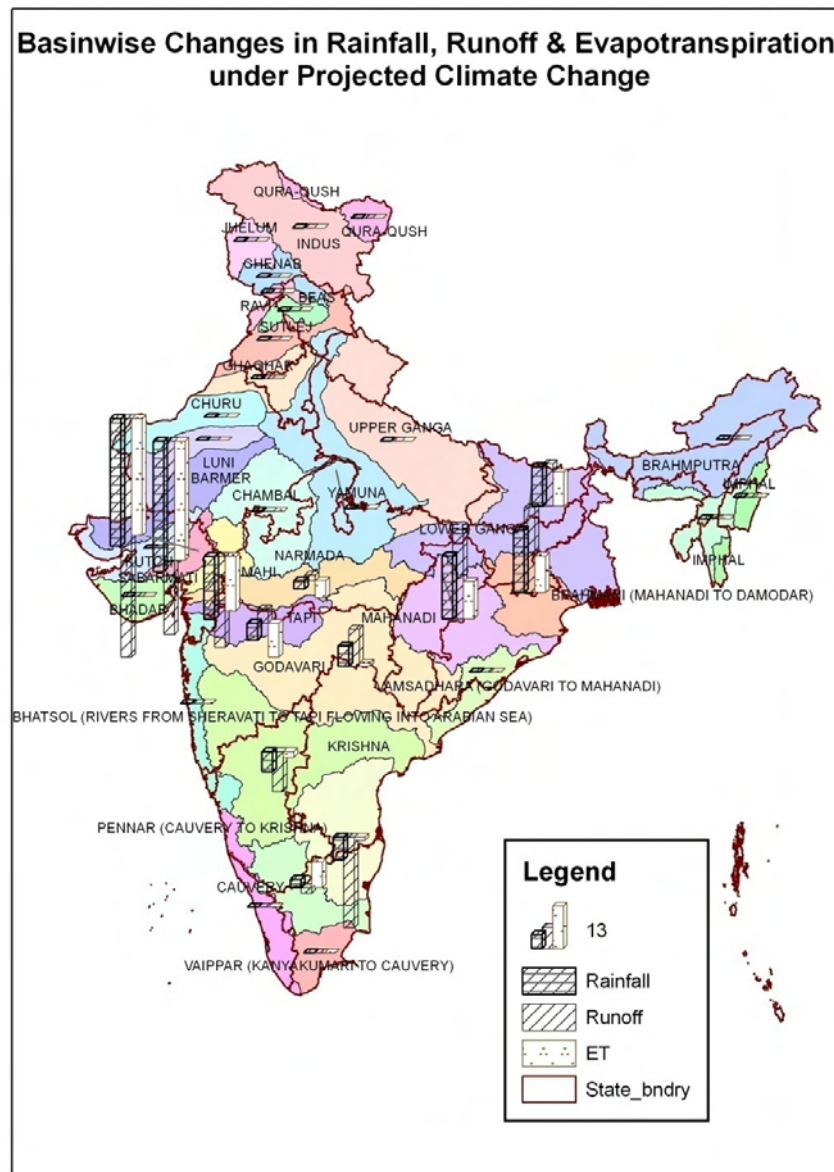 Basinwise Changes in Rainfall, Runoff & Evapotranspiration
under Projected Climate Change
QURA-QUSH
JHELUM
QURA-QUSH
INDUS
CHENAB
BEAS
RAVI
SUTLEJ
GHAGHAR
CHURU
UPPER GANGA
LUNI
BARMER
BRAHMPUTRA
IMPHAL
CHAMBAL
YAMUNA
LOWER GANGA
KUTCH
NARMADA
IMPHAL
SABARMATI
MAHI
BHADAR
BRAHMANI (MAHANADI TO DAMODAR)
TAPI
MAHANADI
GODAVARI
VAMSADHARA (GODAVARI TO MAHANADI)
BHATSOL (RIVERS FROM SHERAVATI TO TAPI FLOWING INTO ARABIAN SEA)
KRISHNA
PENNAR (CAUVERY TO KRISHNA)
CAUVERY
VAIPPAR (KANYAKUMARI TO CAUVERY)
Legend
13
Rainfall
Runoff
ET
State_bndry